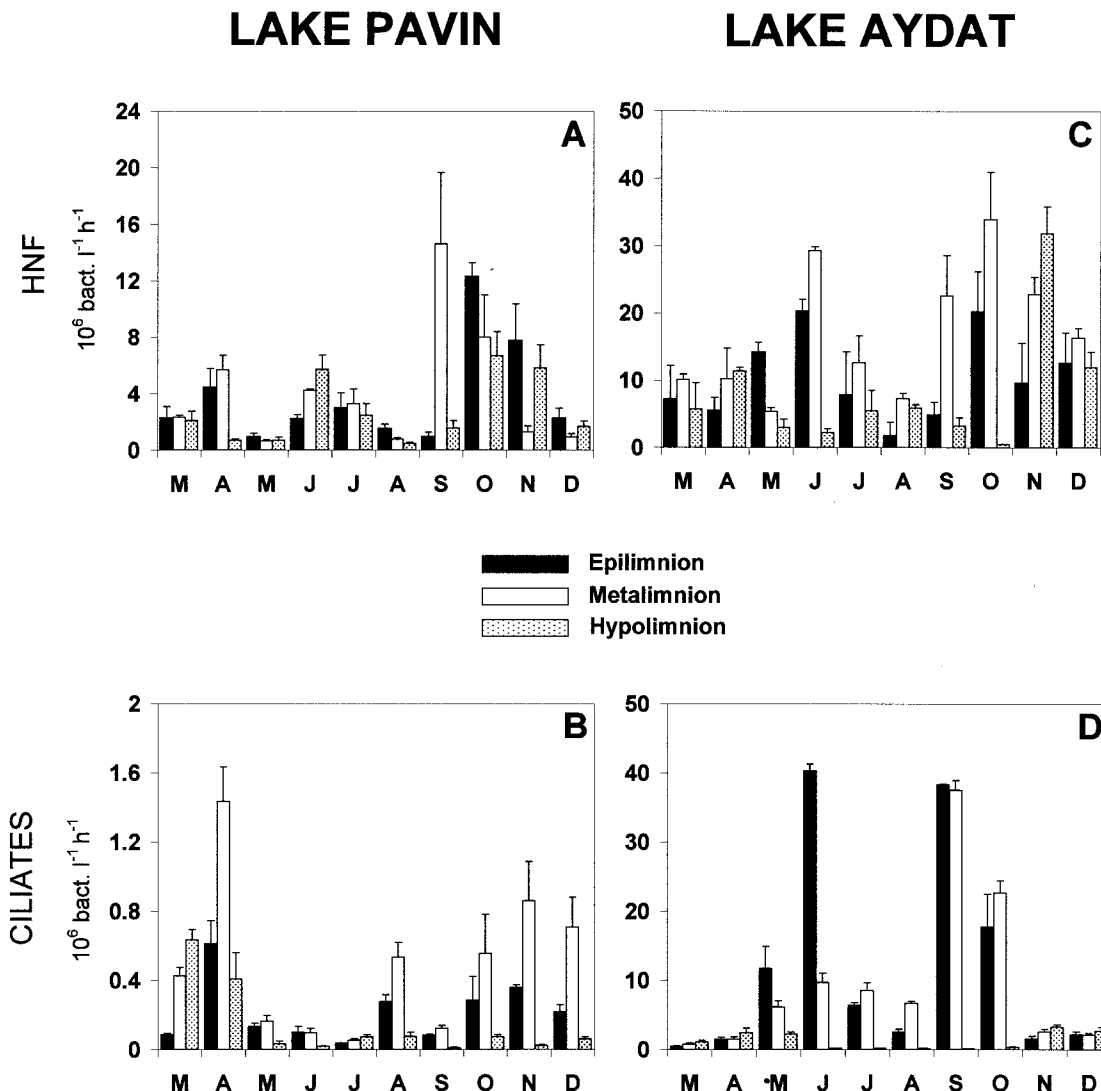 LAKE PAVIN
LAKE AYDAT
HNF
10⁶ bact. l⁻¹ h⁻¹
24
20
16
12
8
4
0
A
M A M J J A S O N D
50
40
30
20
10
0
C
M A M J J A S O N D
Epilimnion
Metalimnion
Hypolimnion
CILIATES
10⁶ bact. l⁻¹ h⁻¹
2
1.6
1.2
0.8
0.4
0
B
M A M J J A S O N D
50
40
30
20
10
0
D
M A M J J A S O N D